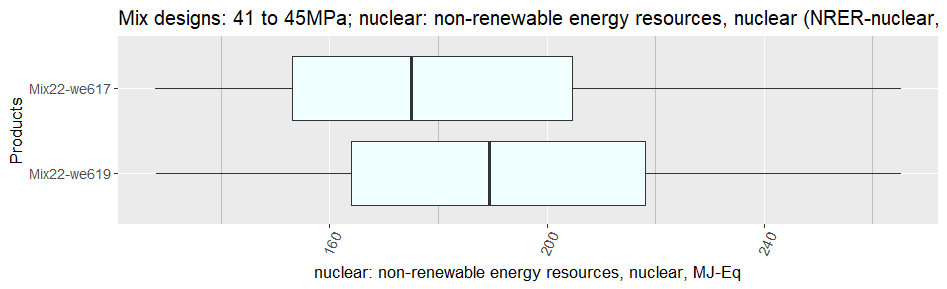 Mix designs: 41 to 45MPa; nuclear: non-renewable energy resources, nuclear (NRER-nuclear,
Products
Mix22-we617
Mix22-we619
160
200
240
nuclear: non-renewable energy resources, nuclear, MJ-Eq